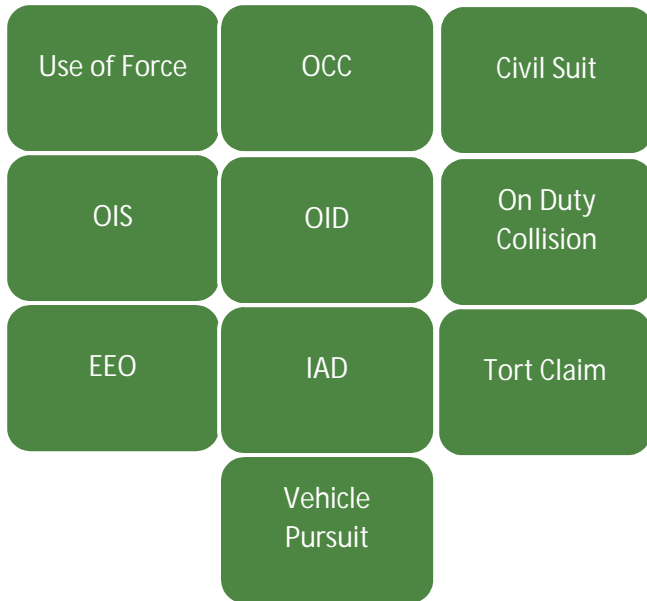 Use of Force
OCC
Civil Suit
OIS
OID
On Duty
Collision
EEO
IAD
Tort Claim
Vehicle
Pursuit